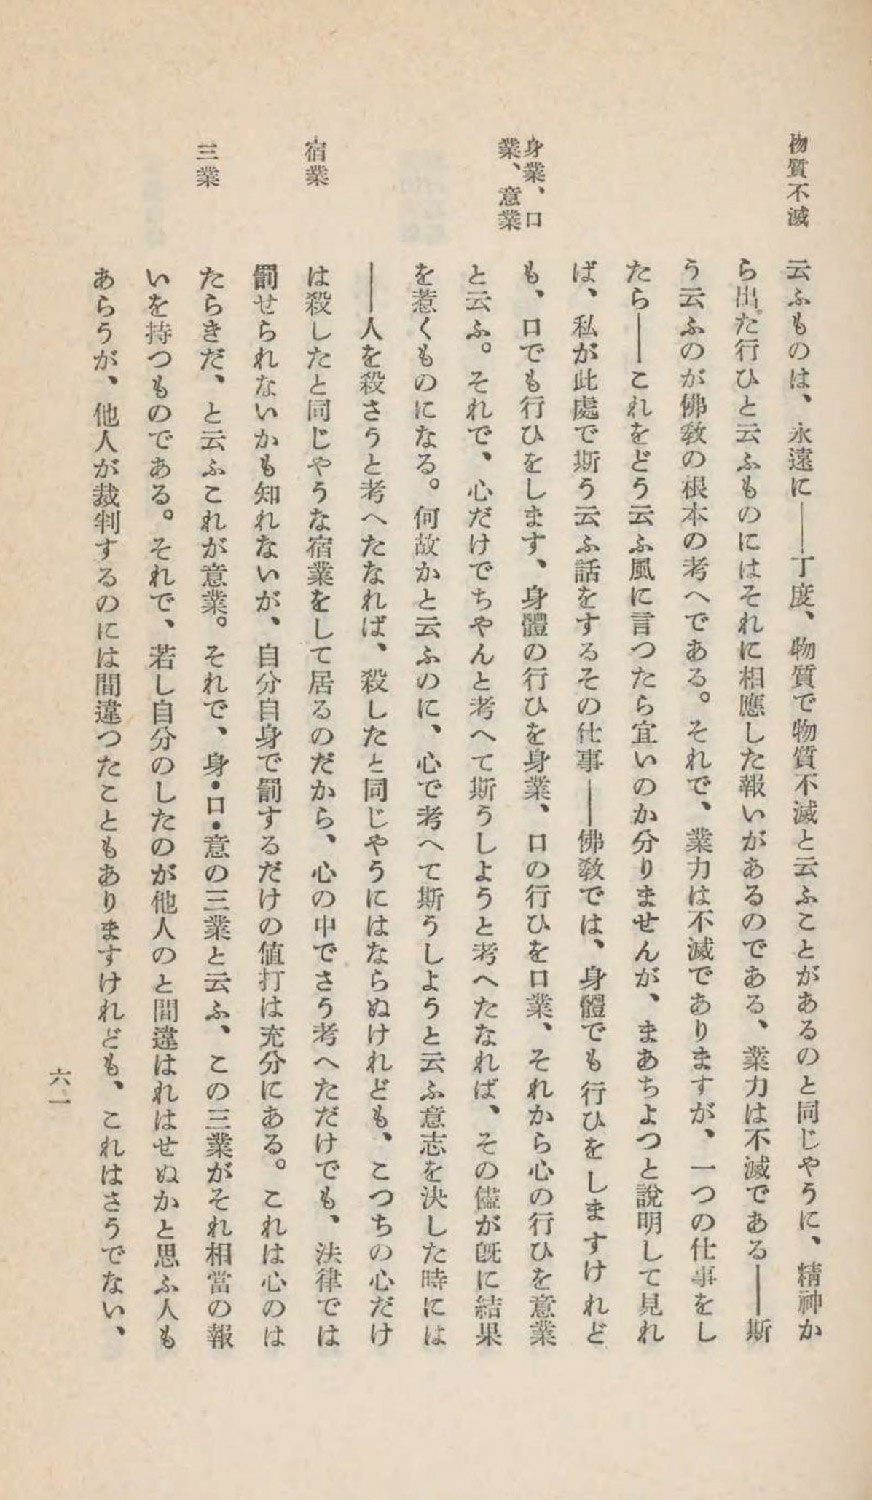 物質不滅
身業、口
業、意業
宿業
三業
云ふものは、永遠に――丁度、物質で物質不滅と云ふことがあるのと同じやうに、精神か
ら出た行ひと云ふものにはそれに相應した報いがあるのである、業力は不滅である――斯
う云ふのが佛敎の根本の考へである。それで、業力は不滅でありますが、一つの仕事をし
たら――これをどう云ふ風に言つたら宜いのか分りませんが、まあちよつと說明して見れ
ば、私が此處で斯う云ふ話をするその仕事――佛敎では、身體でも行ひをしますけれど
も、口でも行ひをします、身體の行ひを身業、口の行ひを口業、それから心の行ひを意業
と云ふ。それで、心だけでちやんと考へて斯うしようと考へたなれば、その儘が旣に結果
を惹くものになる。何故かと云ふのに、心で考へて斯うしようと云ふ意志を決した時には
――人を殺さうと考へたなれば、殺したと同じやうにはならぬけれども、こつちの心だけ
は殺したと同じやうな宿業をして居るのだから、心の中でさう考へただけでも、法律では
罰せられないかも知れないが、自分自身で罰するだけの値打は充分にある。これは心のは
たらきだ、と云ふこれが意業。それで、身・口・意の三業と云ふ、この三業がそれ相當の報
いを持つものである。それで、若し自分のしたのが他人のと間違はれはせぬかと思ふ人も
あらうが、他人が裁判するのには間違つたこともありますけれども、これはさうでない、
六一